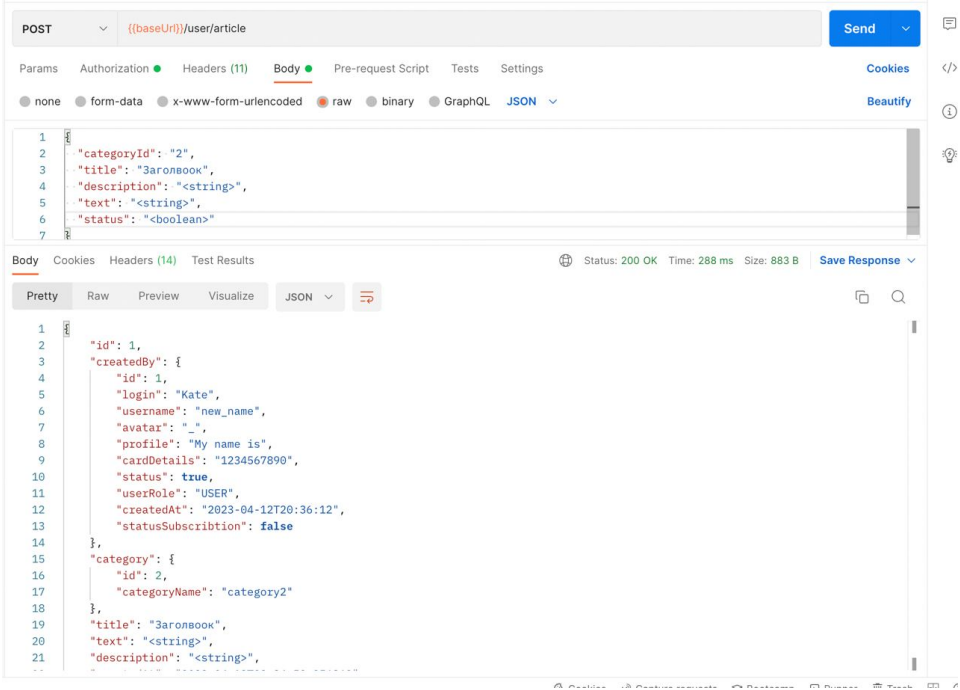 POST {{baseUrl}}/user/article Send
Params Authorization Headers (11) Body Pre-request Script Tests Settings Cookies
none form-data x-www-form-urlencoded raw binary GraphQL JSON Beautify
1 {
2 "categoryId": "2",
3 "title": "Заголвоок",
4 "description": "<string>",
5 "text": "<string>",
6 "status": "<boolean>"
7 }
Body Cookies Headers (14) Test Results Status: 200 OK Time: 288 ms Size: 883 B Save Response
Pretty Raw Preview Visualize JSON
1 {
2 "id": 1,
3 "createdBy": {
4 "id": 1,
5 "login": "Kate",
6 "username": "new_name",
7 "avatar": "_",
8 "profile": "My name is",
9 "cardDetails": "1234567890",
10 "status": true,
11 "userRole": "USER",
12 "createdAt": "2023-04-12T20:36:12",
13 "statusSubscribtion": false
14 },
15 "category": {
16 "id": 2,
17 "categoryName": "category2"
18 },
19 "title": "Заголвоок",
20 "text": "<string>",
21 "description": "<string>",
Cookies Capture requests Bootcamp Runner Trash